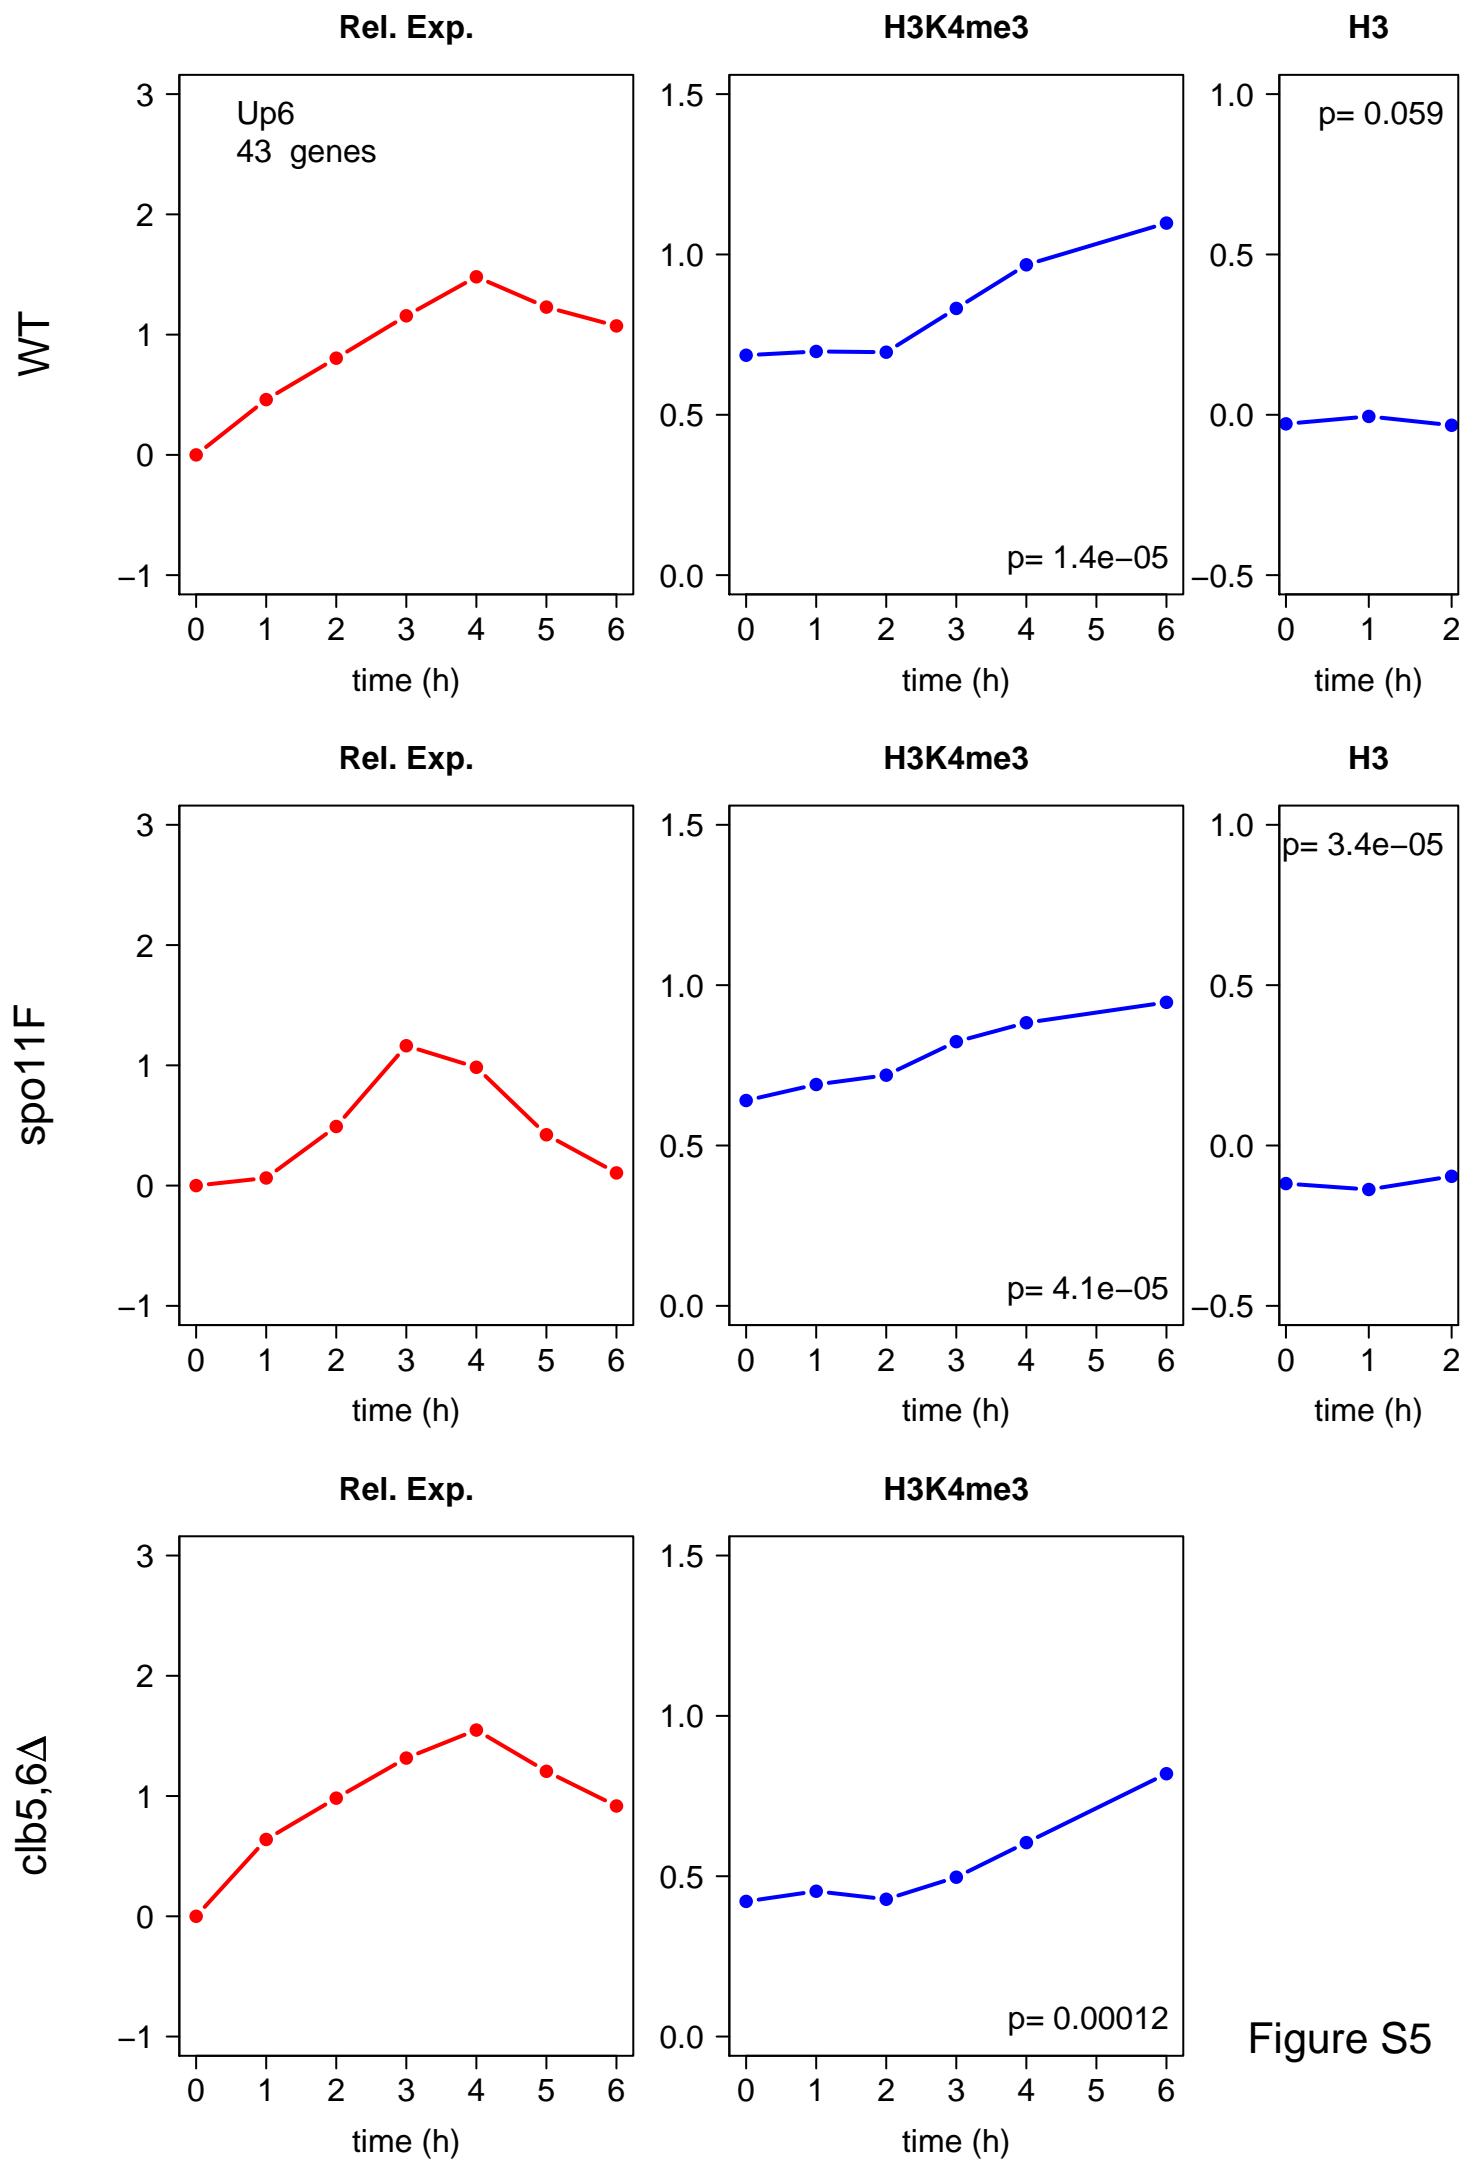 Rel. Exp.
H3K4me3
H3
WT
3
2
1
0
−1
Up6
43 genes
0 1 2 3 4 5 6
time (h)
1.5
1.0
0.5
0.0
p= 1.4e−05
0 1 2 3 4 5 6
time (h)
1.0
0.5
0.0
−0.5
p= 0.059
0 1 2
time (h)
Rel. Exp.
H3K4me3
H3
spo11F
3
2
1
0
−1
0 1 2 3 4 5 6
time (h)
1.5
1.0
0.5
0.0
p= 4.1e−05
0 1 2 3 4 5 6
time (h)
1.0
0.5
0.0
−0.5
p= 3.4e−05
0 1 2
time (h)
Rel. Exp.
H3K4me3
clb5,6Δ
3
2
1
0
−1
0 1 2 3 4 5 6
time (h)
1.5
1.0
0.5
0.0
p= 0.00012
0 1 2 3 4 5 6
time (h)
Figure S5